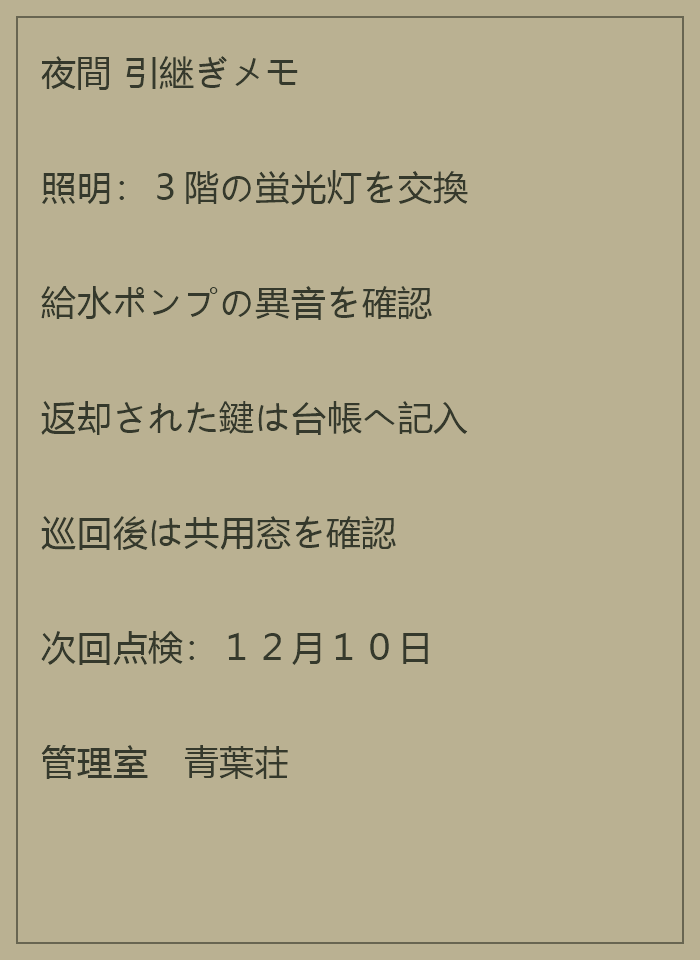 夜間 引継ぎメモ
照明：３階の蛍光灯を交換
給水ポンプの異音を確認
返却された鍵は台帳へ記入
巡回後は共用窓を確認
次回点検：１２月１０日
管理室　青葉荘